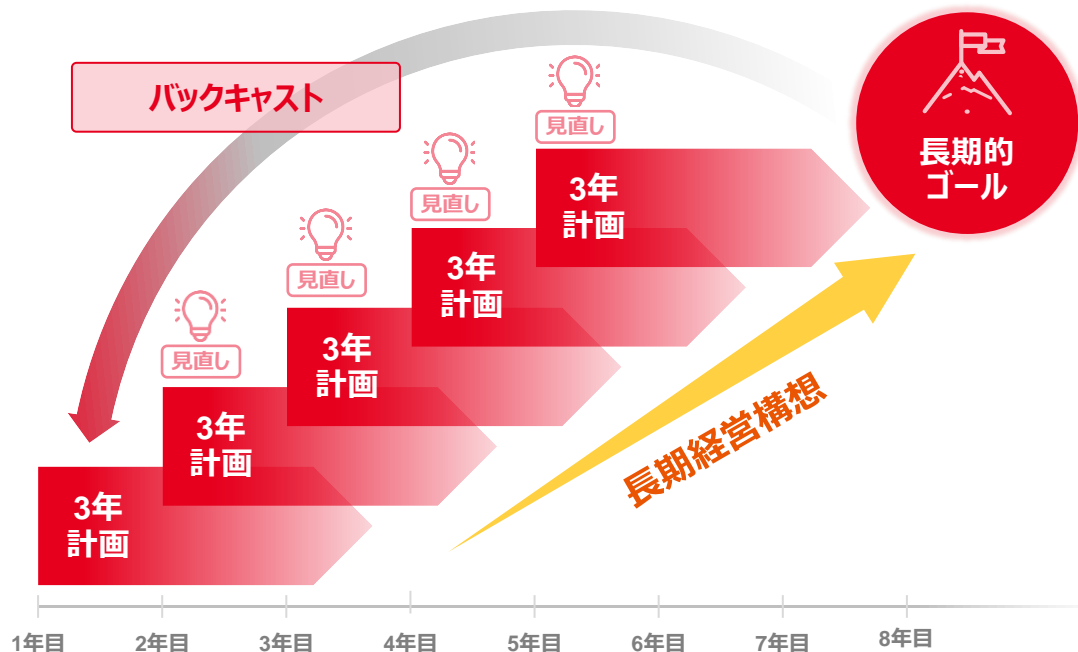 バックキャスト
長期的
ゴール
見直し
3年
計画
見直し
3年
計画
見直し
3年
計画
見直し
3年
計画
3年
計画
長期経営構想
1年目
2年目
3年目
4年目
5年目
6年目
7年目
8年目